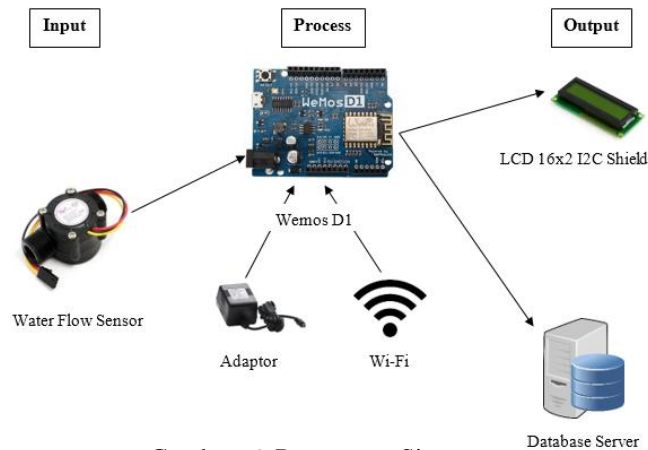 Input
Process
Output
WeMos D1
LCD 16x2 I2C Shield
Wemos D1
Water Flow Sensor
Adaptor
Wi-Fi
Database Server